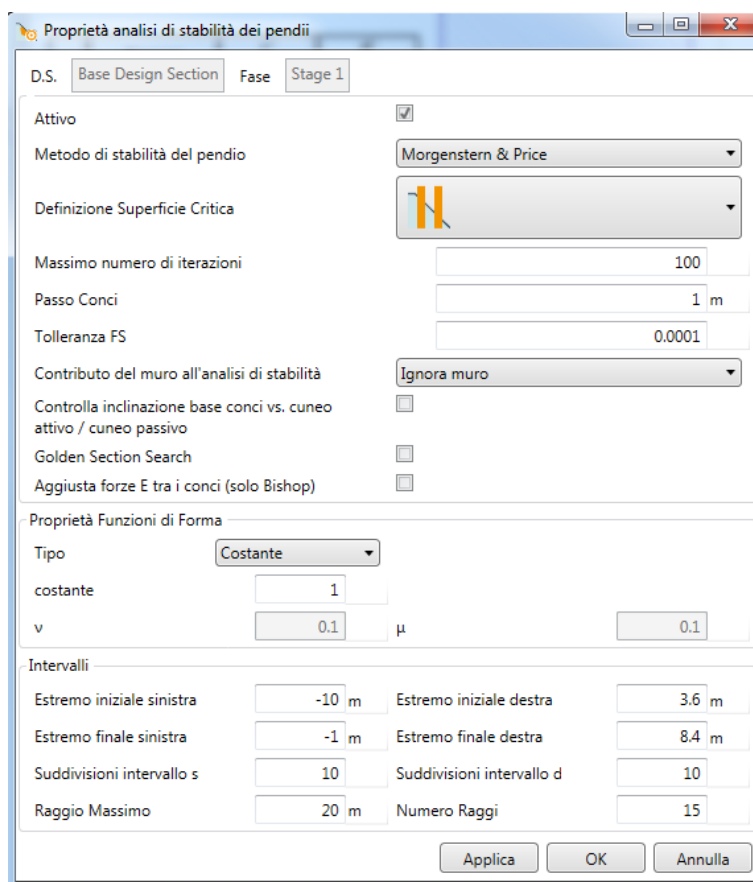 Proprietà analisi di stabilità dei pendii
D.S. Base Design Section Fase Stage 1
Attivo
Metodo di stabilità del pendio Morgenstern & Price
Definizione Superficie Critica
Massimo numero di iterazioni 100
Passo Conci 1 m
Tolleranza FS 0.0001
Contributo del muro all'analisi di stabilità Ignora muro
Controlla inclinazione base conci vs. cuneo
attivo / cuneo passivo
Golden Section Search
Aggiusta forze E tra i conci (solo Bishop)
Proprietà Funzioni di Forma
Tipo Costante
costante 1
ν 0.1 μ 0.1
Intervalli
Estremo iniziale sinistra -10 m Estremo iniziale destra 3.6 m
Estremo finale sinistra -1 m Estremo finale destra 8.4 m
Suddivisioni intervallo s 10 Suddivisioni intervallo d 10
Raggio Massimo 20 m Numero Raggi 15
Applica OK Annulla